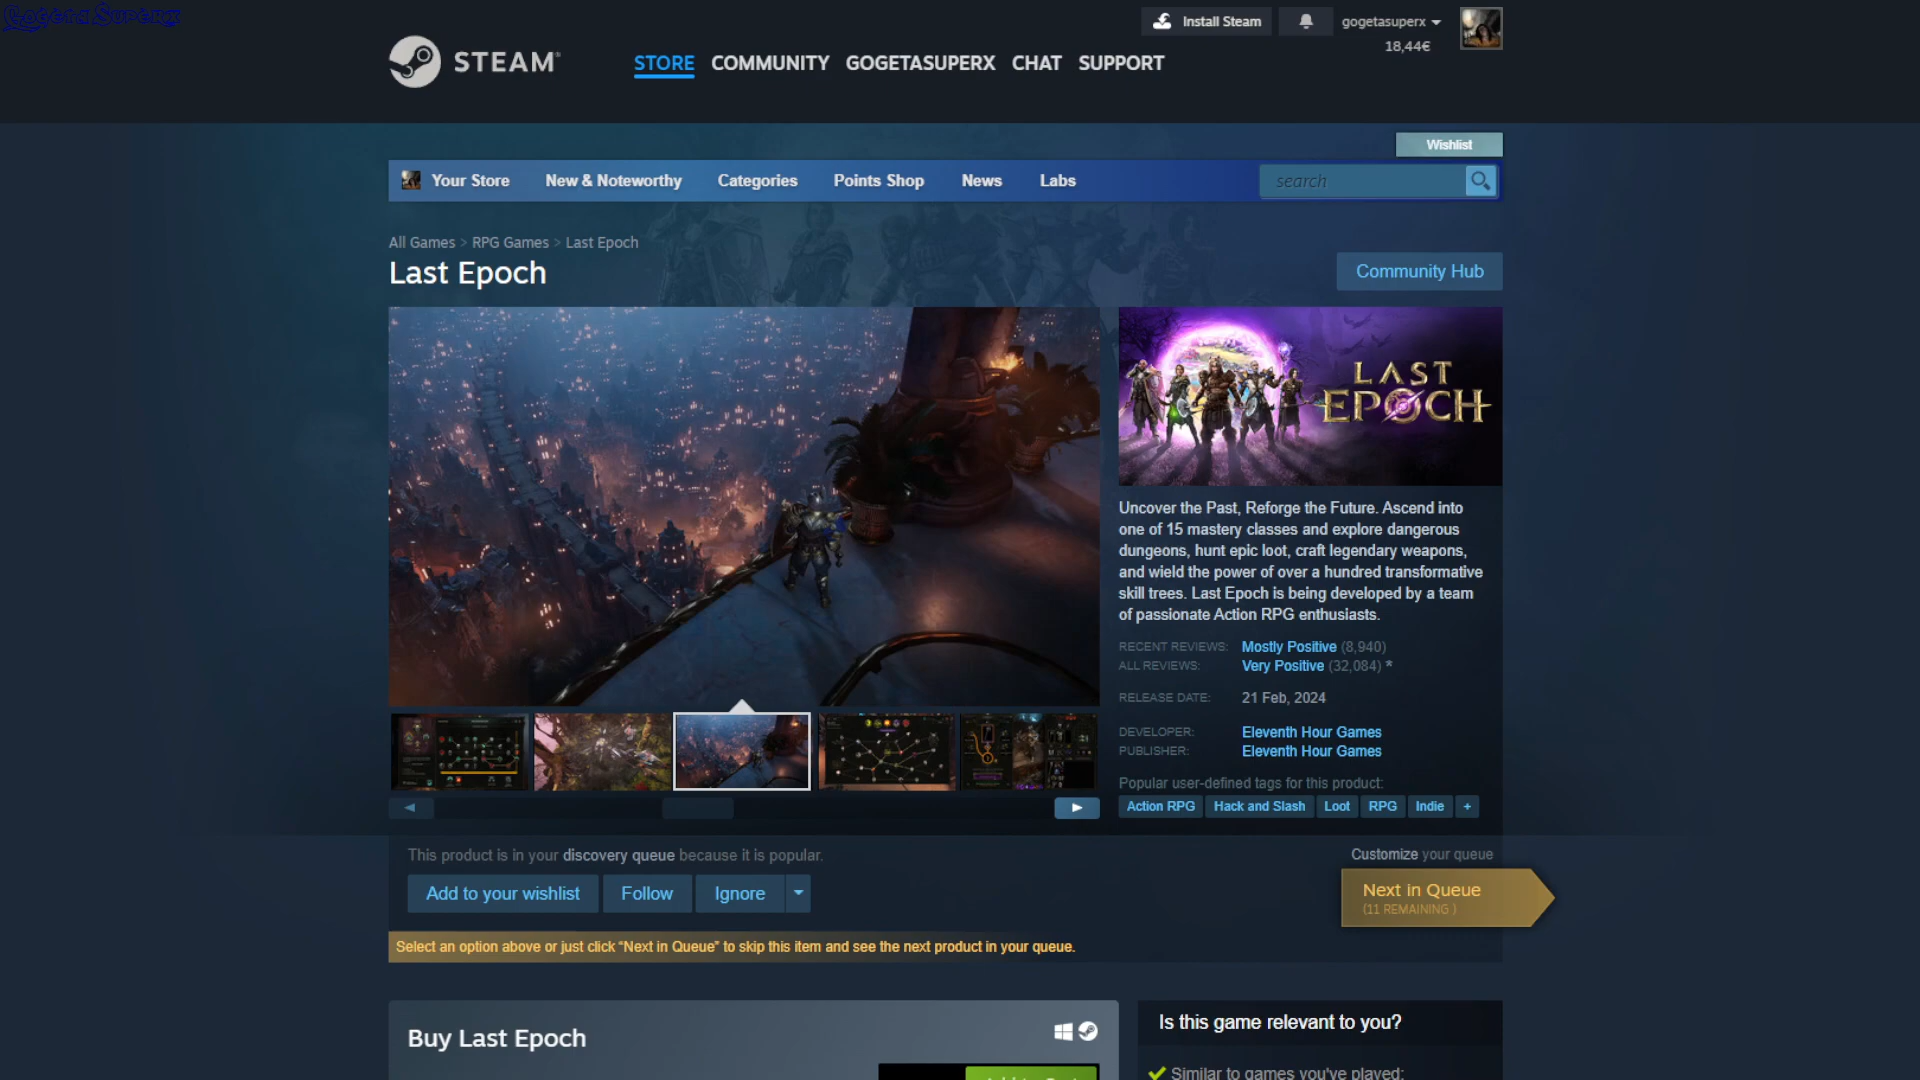 Gogeta Superx
Install Steam
gogetasuperx
18,44€
STEAM®
STORE COMMUNITY GOGETASUPERX CHAT SUPPORT
Wishlist
Your Store New & Noteworthy Categories Points Shop News Labs search
All Games > RPG Games > Last Epoch
Last Epoch
Community Hub
LAST
EPOCH
Uncover the Past, Reforge the Future. Ascend into
one of 15 mastery classes and explore dangerous
dungeons, hunt epic loot, craft legendary weapons,
and wield the power of over a hundred transformative
skill trees. Last Epoch is being developed by a team
of passionate Action RPG enthusiasts.
RECENT REVIEWS: Mostly Positive (8,940)
ALL REVIEWS: Very Positive (32,084) *
RELEASE DATE: 21 Feb, 2024
DEVELOPER: Eleventh Hour Games
PUBLISHER: Eleventh Hour Games
Popular user-defined tags for this product:
Action RPG Hack and Slash Loot RPG Indie +
This product is in your discovery queue because it is popular.
Add to your wishlist Follow Ignore
Customize your queue
Next in Queue
(11 REMAINING )
Select an option above or just click “Next in Queue” to skip this item and see the next product in your queue.
Buy Last Epoch
Is this game relevant to you?
Similar to games you've played: